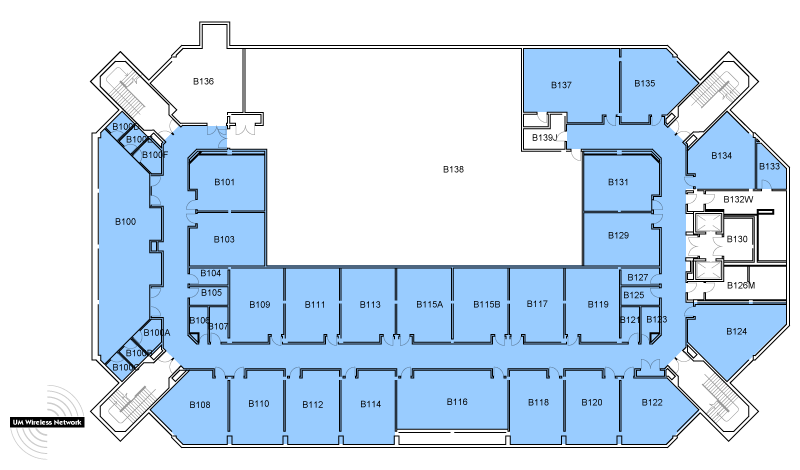 B136
B137
B135
B100D
B100E
B100F
B139J
B134
B133
B138
B101
B131
B132W
B100
B103
B129
B130
B104
B127
B126M
B105
B125
B109
B111
B113
B115A
B115B
B117
B119
B106
B107
B121
B123
B124
B100A
B100B
B100C
B108
B110
B112
B114
B116
B118
B120
B122
UM Wireless Network